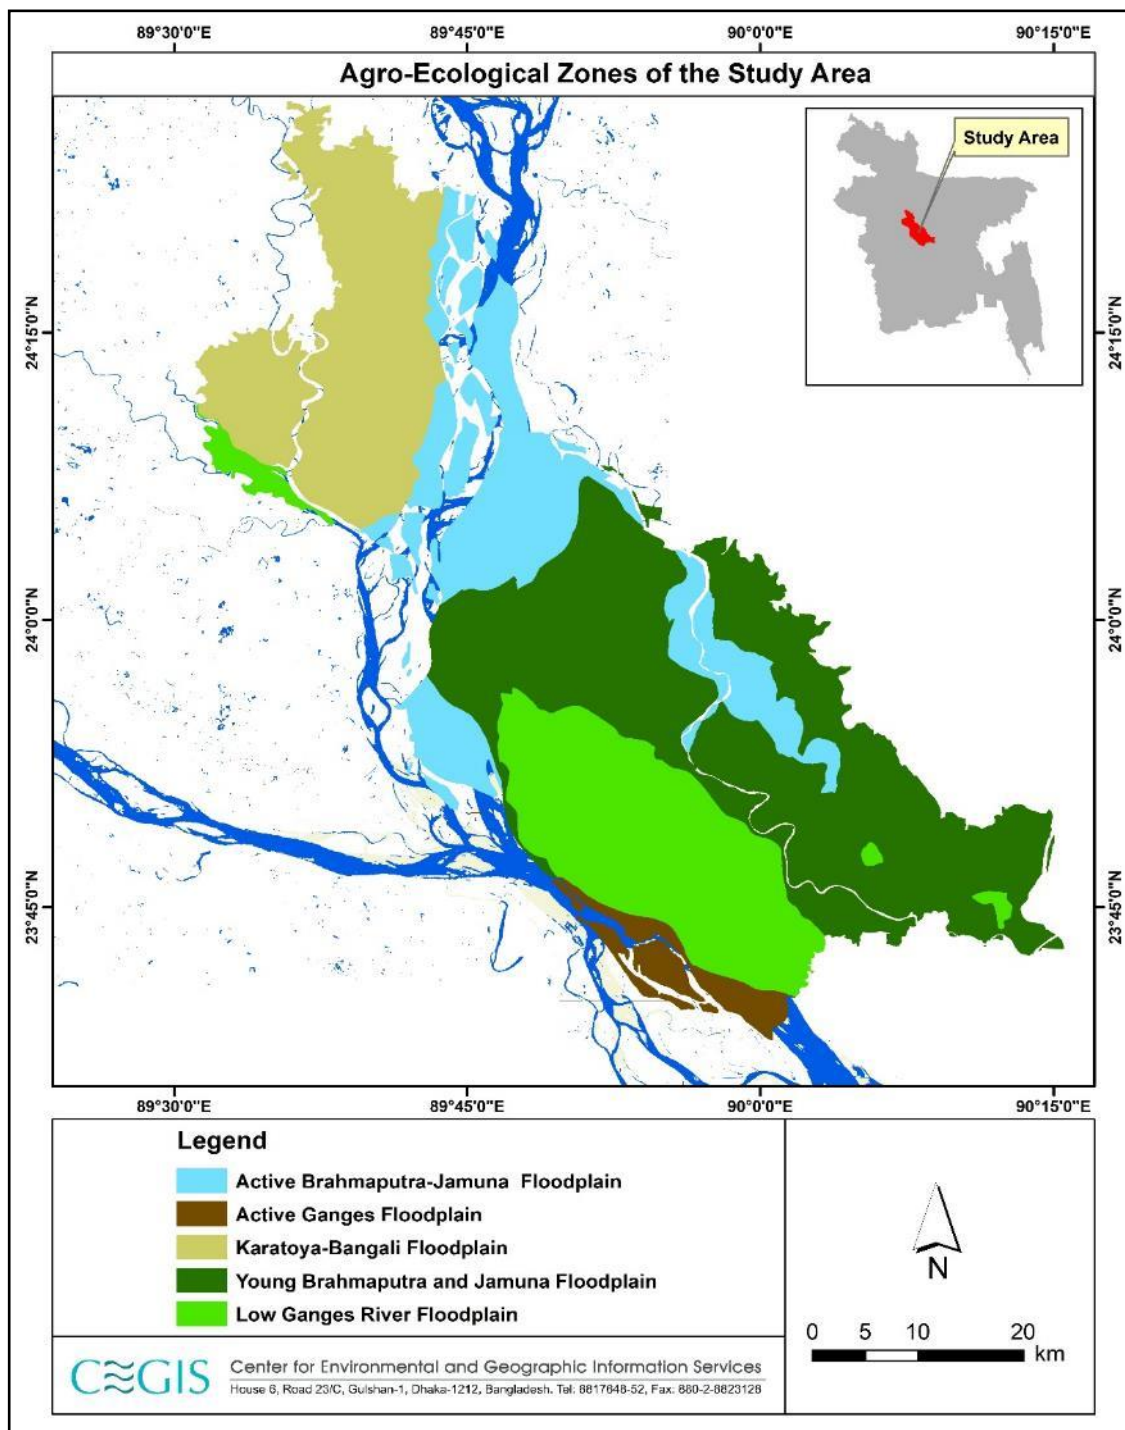 89°30'0"E 89°45'0"E 90°0'0"E 90°15'0"E
Agro-Ecological Zones of the Study Area
Study Area
24°15'0"N 24°15'0"N
24°0'0"N 24°0'0"N
23°45'0"N 23°45'0"N
89°30'0"E 89°45'0"E 90°0'0"E 90°15'0"E
Legend
Active Brahmaputra-Jamuna Floodplain
Active Ganges Floodplain
Karatoya-Bangali Floodplain
Young Brahmaputra and Jamuna Floodplain
Low Ganges River Floodplain
N
0 5 10 20
km
CEGIS
Center for Environmental and Geographic Information Services
House 6, Road 23/C, Gulshan-1, Dhaka-1212, Bangladesh. Tel: 8817648-52, Fax: 880-2-8823128